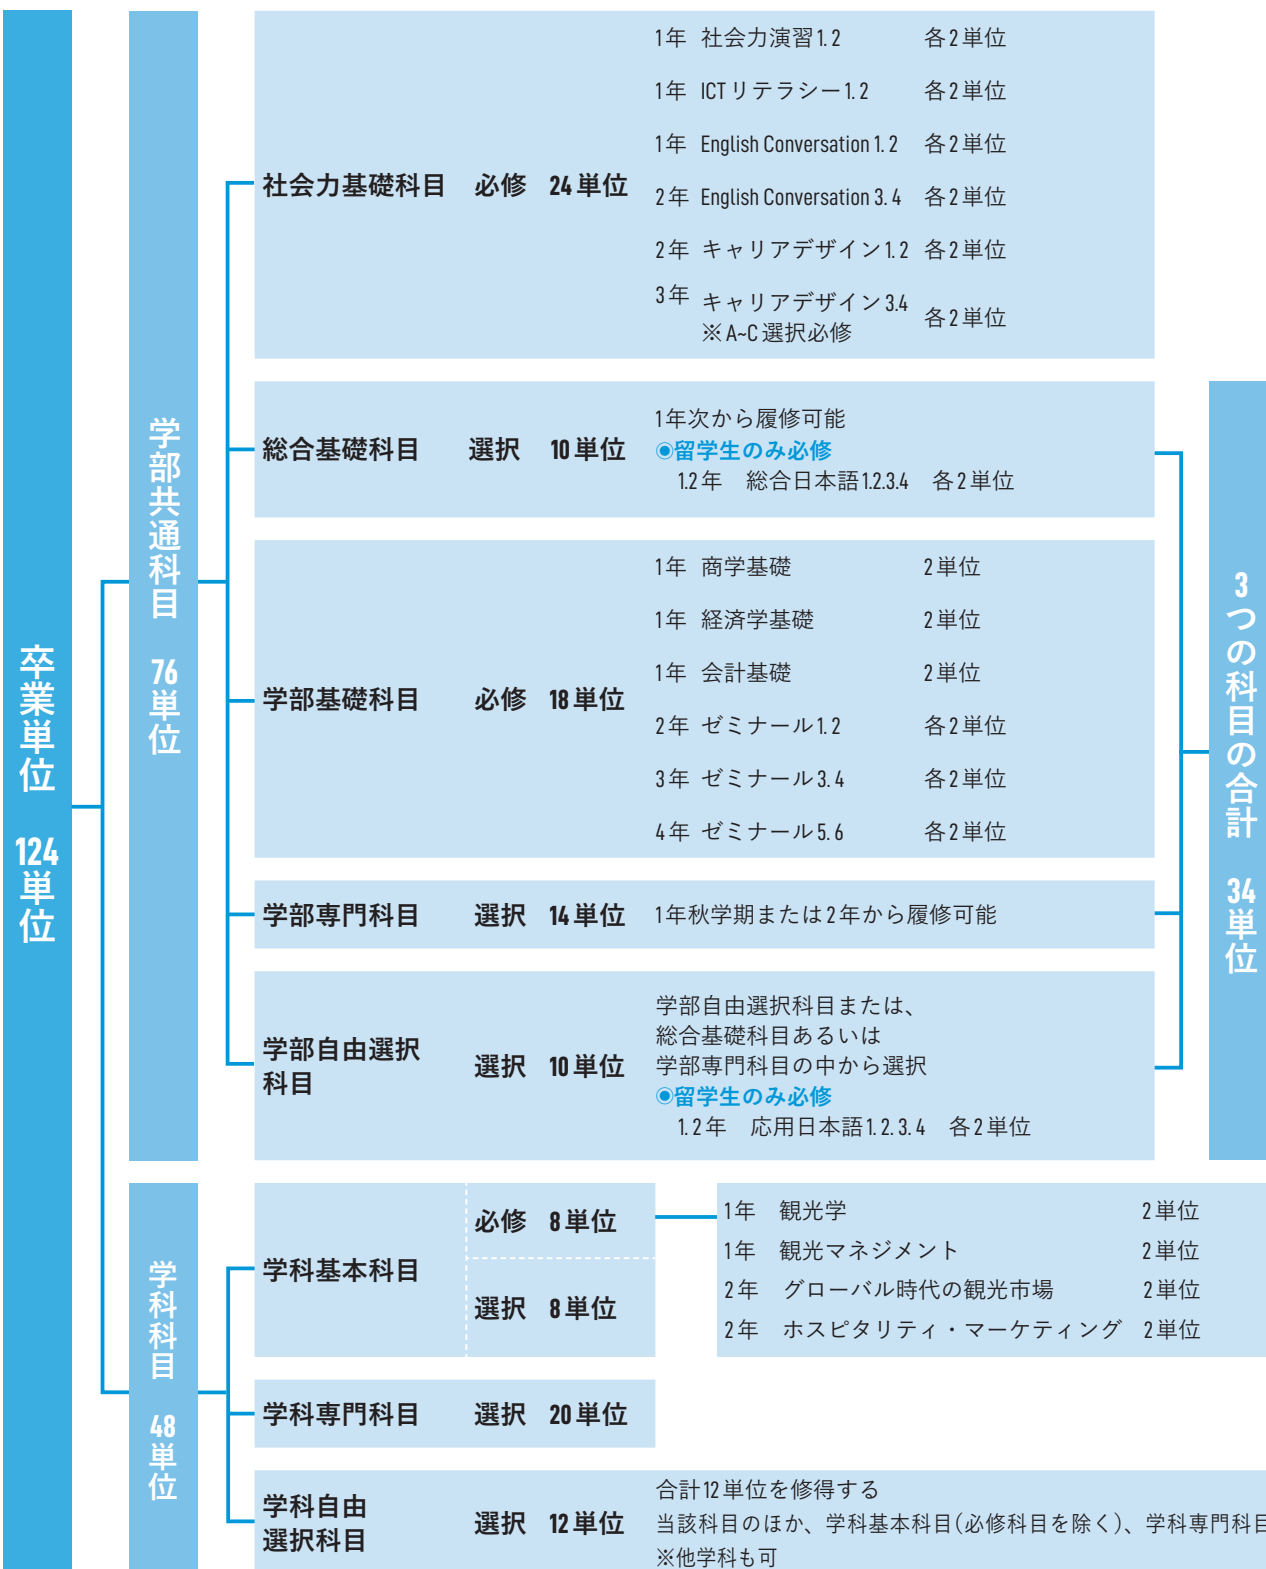 卒業単位 124単位
学部共通科目 76単位
社会力基礎科目 必修 24単位
1年 社会力演習1. 2 各2単位
1年 ICTリテラシー1. 2 各2単位
1年 English Conversation 1. 2 各2単位
2年 English Conversation 3. 4 各2単位
2年 キャリアデザイン1. 2 各2単位
3年 キャリアデザイン3.4 各2単位
※A~C選択必修
総合基礎科目 選択 10単位
1年次から履修可能
◉留学生のみ必修
1.2年 総合日本語1.2.3.4 各2単位
学部基礎科目 必修 18単位
1年 商学基礎 2単位
1年 経済学基礎 2単位
1年 会計基礎 2単位
2年 ゼミナール1. 2 各2単位
3年 ゼミナール3. 4 各2単位
4年 ゼミナール5. 6 各2単位
学部専門科目 選択 14単位 1年秋学期または2年から履修可能
学部自由選択
科目
選択 10単位
学部自由選択科目または、
総合基礎科目あるいは
学部専門科目の中から選択
◉留学生のみ必修
1. 2年 応用日本語1. 2. 3. 4 各2単位
3つの科目の合計 34単位
学科科目 48単位
学科基本科目
必修 8単位
選択 8単位
1年 観光学 2単位
1年 観光マネジメント 2単位
2年 グローバル時代の観光市場 2単位
2年 ホスピタリティ・マーケティング 2単位
学科専門科目 選択 20単位
学科自由
選択科目
選択 12単位
合計12単位を修得する
当該科目のほか、学科基本科目(必修科目を除く)、学科専門科目
※他学科も可